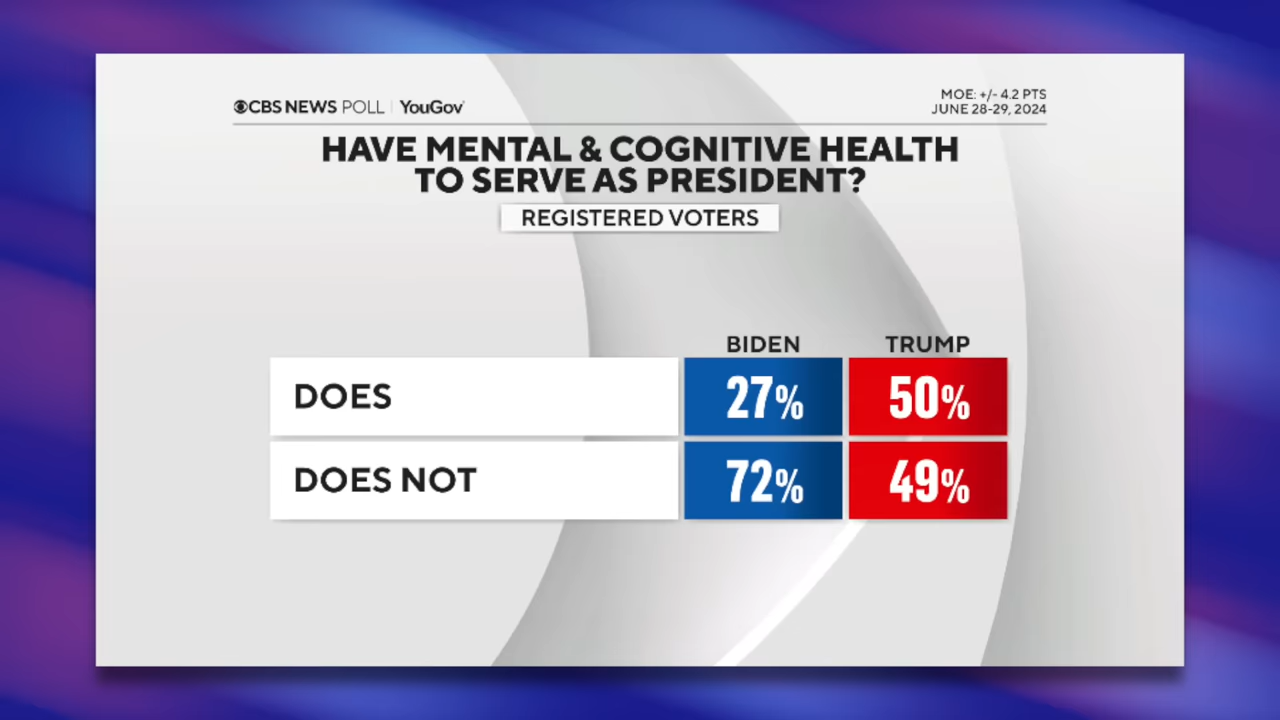 CBS NEWS POLL | YouGov
MOE: +/- 4.2 PTS
JUNE 28-29, 2024
HAVE MENTAL & COGNITIVE HEALTH
TO SERVE AS PRESIDENT?
REGISTERED VOTERS
BIDEN TRUMP
DOES 27% 50%
DOES NOT 72% 49%